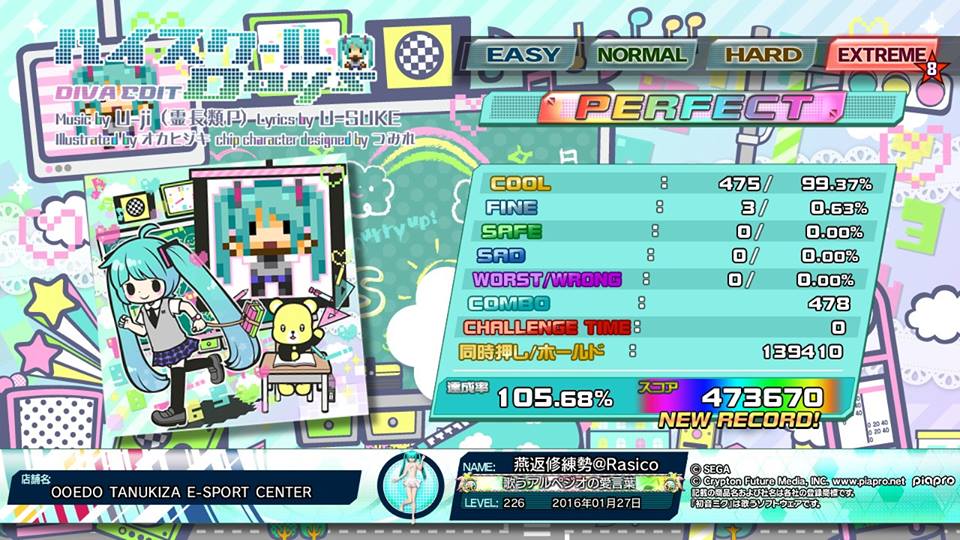 ハイスクールDays
DIVA EDIT
Music by U-ji（霊長類P）Lyrics by U-SUKE
Illustrated by オカヒジキ chip character designed by つみれ
EASY NORMAL HARD EXTREME 8
PERFECT
COOL : 475/ 99.37%
FINE : 3/ 0.63%
SAFE : 0/ 0.00%
SAD : 0/ 0.00%
WORST/WRONG : 0/ 0.00%
COMBO : 478
CHALLENGE TIME : 0
同時押し/ホールド : 139410
達成率 105.68% スコア 473670
NEW RECORD!
店舗名
OOEDO TANUKIZA E-SPORT CENTER
NAME: 燕返修練勢@Rasico
歌うアルペジオの愛言葉
LEVEL: 226 2016年01月27日
© SEGA
© Crypton Future Media, INC. www.piapro.net piapro
記載の商品名および社名は各社の登録商標です。
「初音ミク」は歌うソフトウェアです。